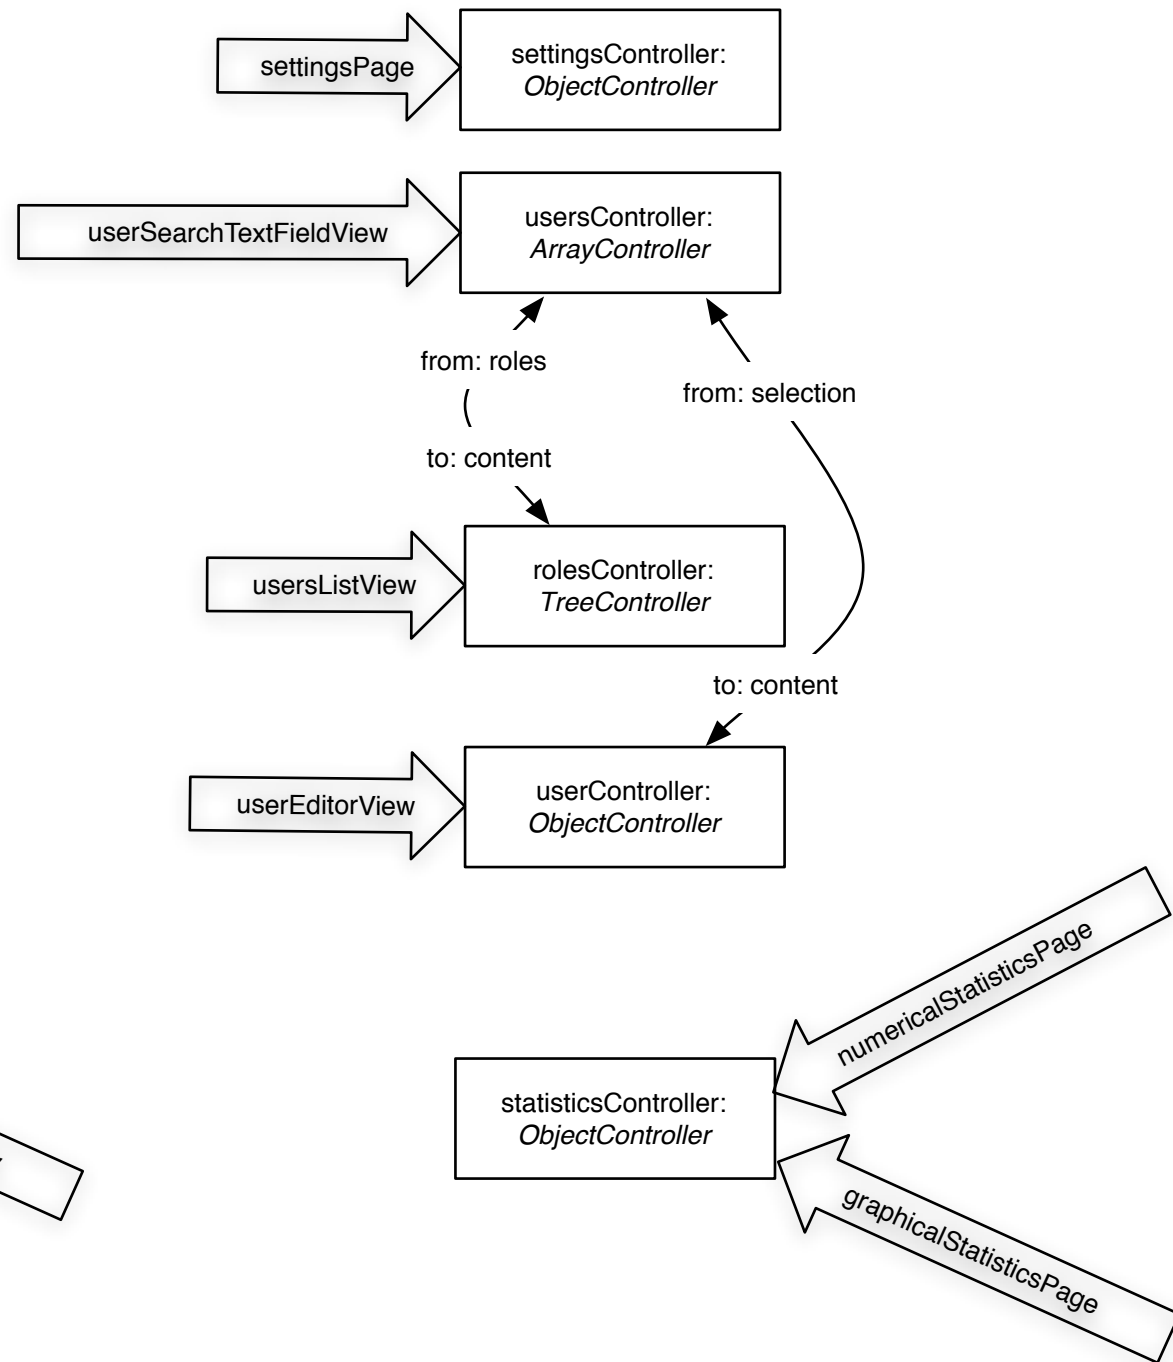 settingsPage
settingsController:
ObjectController
userSearchTextFieldView
usersController:
ArrayController
from: roles
from: selection
to: content
usersListView
rolesController:
TreeController
to: content
userEditorView
userController:
ObjectController
numericalStatisticsPage
statisticsController:
ObjectController
graphicalStatisticsPage